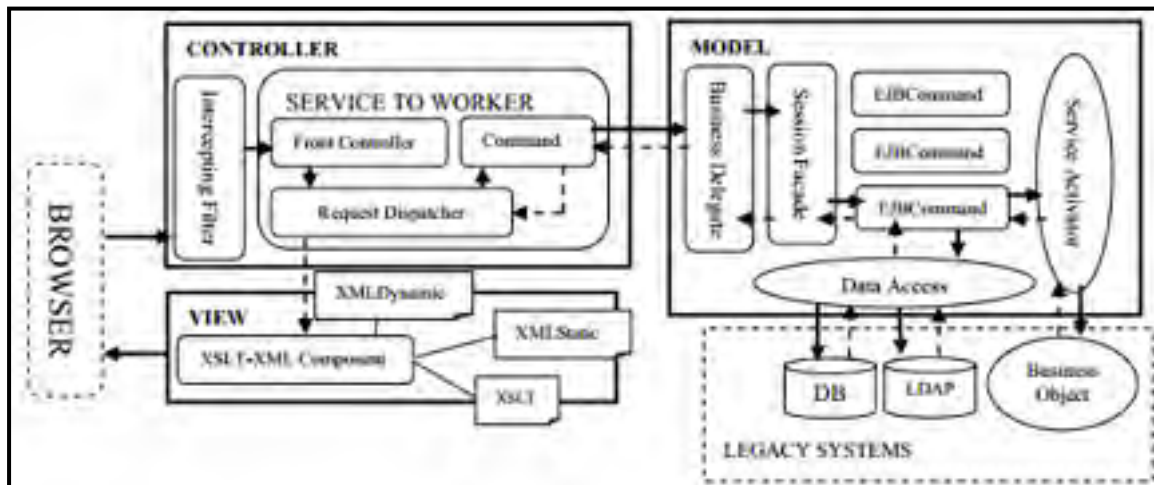 CONTROLLER
SERVICE TO WORKER
Intercepting Filter
Front Controller
Command
Request Dispatcher
BROWSER
VIEW
XMLDynamic
XSLT-XML Component
XMLStatic
XSLT
MODEL
Business Delegate
Session Facade
EJBCommand
EJBCommand
EJBCommand
Service Activator
Data Access
DB
LDAP
Business
Object
LEGACY SYSTEMS